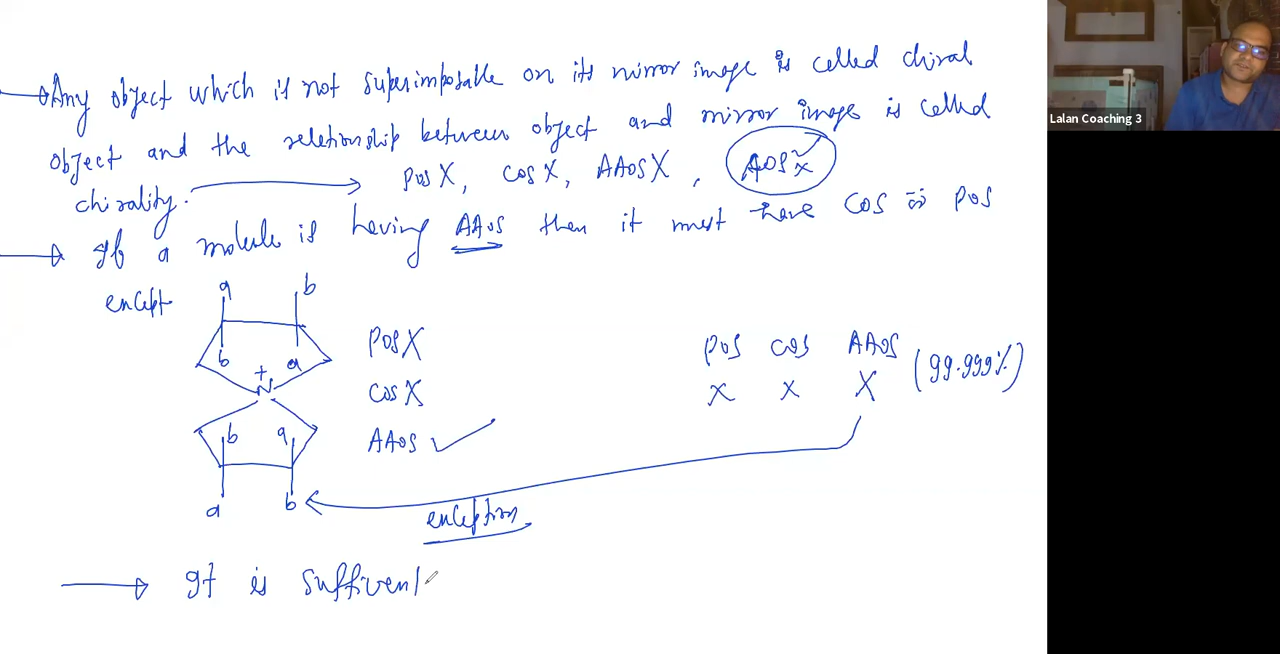 → Any object which is not superimposable on its mirror image is called chiral
object and the relationship between object and mirror image is called
chirality. → POS X, COS X, AAOS X, AOS ✓ x
→ If a molecule is having AAOS then it must have COS or POS
except
a b
b a
+
N
b a
a b
POS X
COS X
AAOS ✓
POS COS AAOS (99.999%)
x x X
exception
→ It is sufficient
Lalan Coaching 3